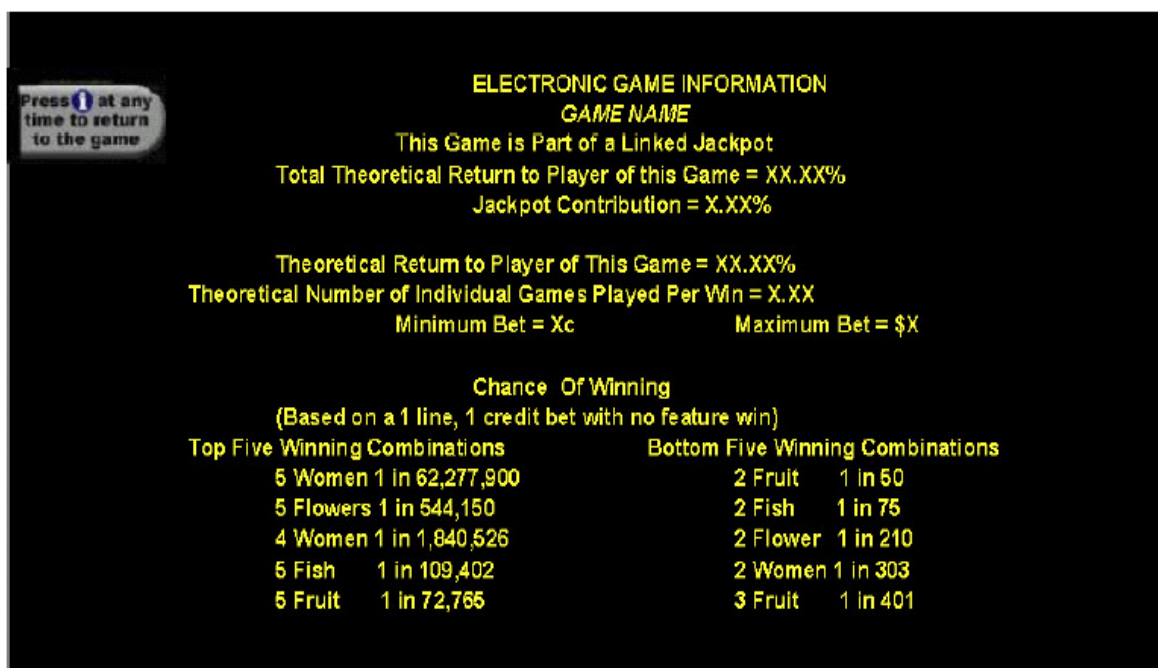 Press i at any
time to return
to the game
ELECTRONIC GAME INFORMATION
GAME NAME
This Game is Part of a Linked Jackpot
Total Theoretical Return to Player of this Game = XX.XX%
Jackpot Contribution = X.XX%
Theoretical Return to Player of This Game = XX.XX%
Theoretical Number of Individual Games Played Per Win = X.XX
Minimum Bet = Xc Maximum Bet = $X
Chance Of Winning
(Based on a 1 line, 1 credit bet with no feature win)
Top Five Winning Combinations Bottom Five Winning Combinations
5 Women 1 in 62,277,900 2 Fruit 1 in 50
5 Flowers 1 in 544,150 2 Fish 1 in 75
4 Women 1 in 1,840,526 2 Flower 1 in 210
5 Fish 1 in 109,402 2 Women 1 in 303
5 Fruit 1 in 72,765 3 Fruit 1 in 401